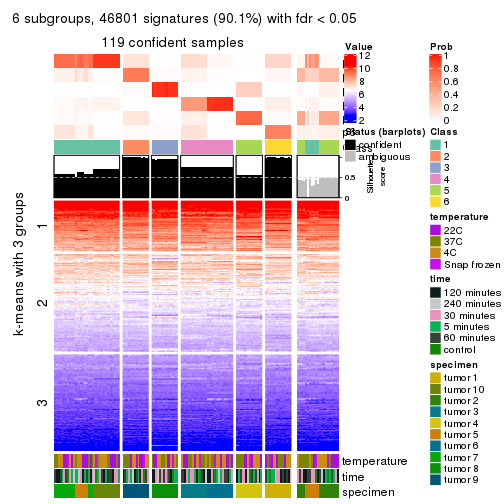 6 subgroups, 46801 signatures (90.1%) with fdr < 0.05
119 confident samples
k-means with 3 groups
1
2
3
1
0.5
0
Silhouette
score
temperature
time
specimen
Value
12
10
8
6
4
2
Status (barplots)
confident
ambiguous
Prob
1
0.8
0.6
0.4
0.2
0
Class
1
2
3
4
5
6
temperature
22C
37C
4C
Snap frozen
time
120 minutes
240 minutes
30 minutes
5 minutes
60 minutes
control
specimen
tumor 1
tumor 10
tumor 2
tumor 3
tumor 4
tumor 5
tumor 6
tumor 7
tumor 8
tumor 9